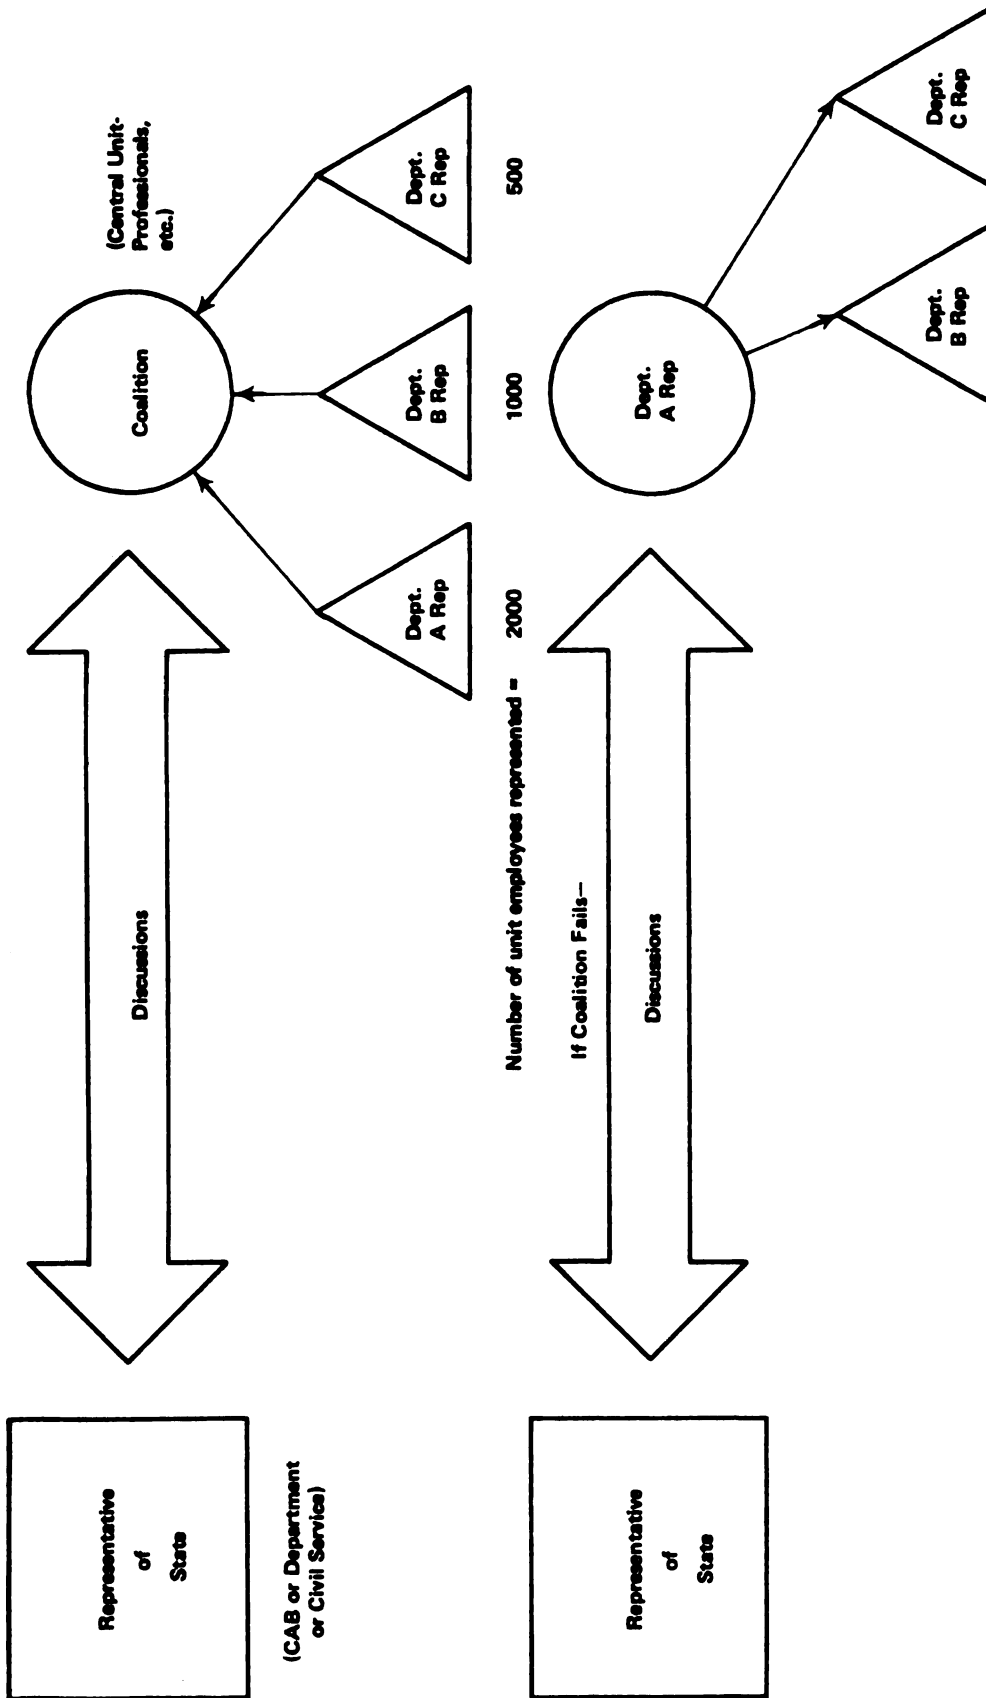 Representative
of
State
(CAB or Department
or Civil Service)
Discussions
Coalition
(Central Unit-
Professionals,
etc.)
Dept.
A Rep
Dept.
B Rep
Dept.
C Rep
Number of unit employees represented = 2000 1000 500
If Coalition Fails—
Representative
of
State
Discussions
Dept.
A Rep
Dept.
B Rep
Dept.
C Rep